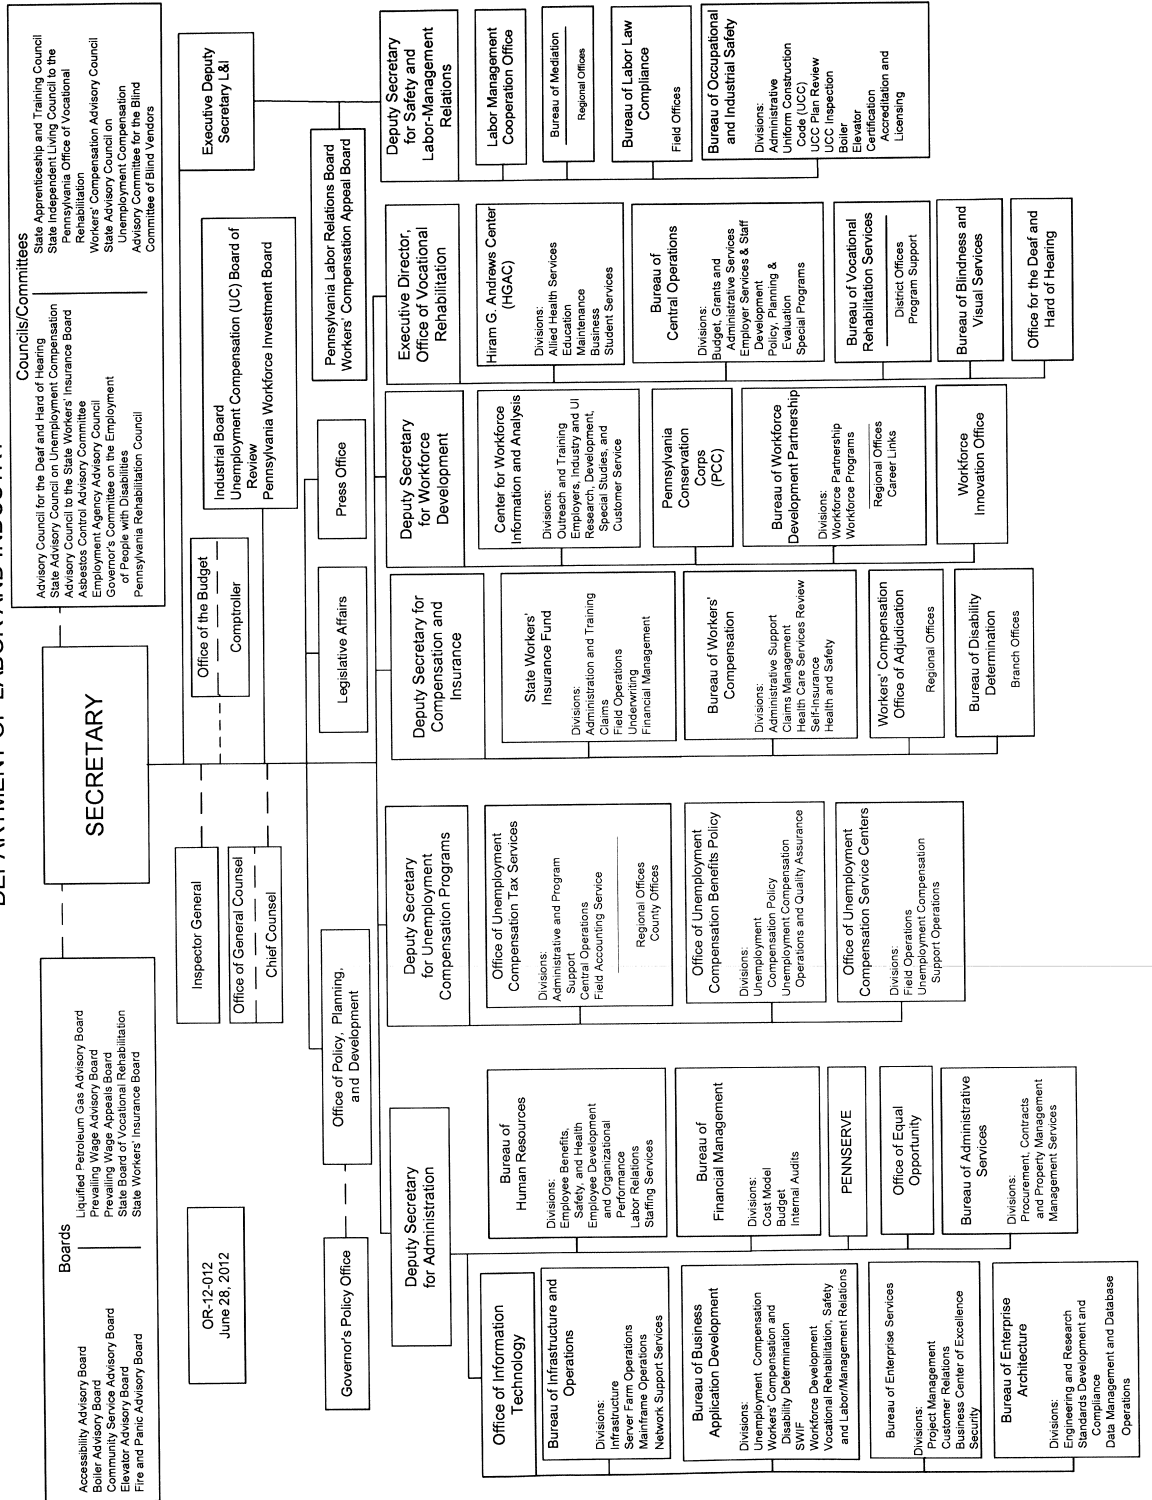 DEPARTMENT OF LABOR AND INDUSTRY
Boards
Accessibility Advisory Board
Boiler Advisory Board
Community Service Advisory Board
Elevator Advisory Board
Fire and Panic Advisory Board
Liquified Petroleum Gas Advisory Board
Prevailing Wage Advisory Board
Prevailing Wage Appeals Board
State Board of Vocational Rehabilitation
State Workers' Insurance Board
SECRETARY
Councils/Committees
Advisory Council for the Deaf and Hard of Hearing
State Advisory Council on Unemployment Compensation
Advisory Council to the State Workers' Insurance Board
Asbestos Control Advisory Committee
Employment Agency Advisory Council
Governor's Committee on the Employment
of People with Disabilities
Pennsylvania Rehabilitation Council
State Apprenticeship and Training Council
State Independent Living Council to the
Pennsylvania Office of Vocational
Rehabilitation
Workers' Compensation Advisory Council
State Advisory Council on
Unemployment Compensation
Advisory Committee for the Blind
Committee of Blind Vendors
OR-12-012
June 28, 2012
Inspector General
Office of General Counsel
Chief Counsel
Office of the Budget
Comptroller
Industrial Board
Unemployment Compensation (UC) Board of
Review
Pennsylvania Workforce Investment Board
Executive Deputy
Secretary L&I
Pennsylvania Labor Relations Board
Workers' Compensation Appeal Board
Governor's Policy Office
Office of Policy, Planning,
and Development
Legislative Affairs
Press Office
Deputy Secretary
for Administration
Office of Information
Technology
Bureau of Infrastructure and
Operations
Divisions:
Infrastructure
Server Farm Operations
Mainframe Operations
Network Support Services
Bureau of Business
Application Development
Divisions:
Unemployment Compensation
Workers' Compensation and
Disability Determination
SWIF
Workforce Development
Vocational Rehabilitation, Safety
and Labor/Management Relations
Bureau of Enterprise Services
Divisions:
Project Management
Customer Relations
Business Center of Excellence
Security
Bureau of Enterprise
Architecture
Divisions:
Engineering and Research
Standards Development and
Compliance
Data Management and Database
Operations
Bureau of
Human Resources
Divisions:
Employee Benefits,
Safety, and Health
Employee Development
and Organizational
Performance
Labor Relations
Staffing Services
Bureau of
Financial Management
Divisions:
Cost Model
Budget
Internal Audits
PENNSERVE
Office of Equal
Opportunity
Bureau of Administrative
Services
Divisions:
Procurement, Contracts
and Property Management
Management Services
Deputy Secretary
for Unemployment
Compensation Programs
Office of Unemployment
Compensation Tax Services
Divisions:
Administrative and Program
Support
Central Operations
Field Accounting Service
Regional Offices
County Offices
Office of Unemployment
Compensation Benefits Policy
Divisions:
Unemployment
Compensation Policy
Unemployment Compensation
Operations and Quality Assurance
Office of Unemployment
Compensation Service Centers
Divisions:
Field Operations
Unemployment Compensation
Support Operations
Deputy Secretary for
Compensation and
Insurance
State Workers'
Insurance Fund
Divisions:
Administration and Training
Claims
Field Operations
Underwriting
Financial Management
Bureau of Workers'
Compensation
Divisions:
Administrative Support
Claims Management
Health Care Services Review
Self-Insurance
Health and Safety
Workers' Compensation
Office of Adjudication
Regional Offices
Bureau of Disability
Determination
Branch Offices
Deputy Secretary
for Workforce
Development
Center for Workforce
Information and Analysis
Divisions:
Outreach and Training
Employers, Industry and UI
Research, Development,
Special Studies, and
Customer Service
Pennsylvania
Conservation
Corps
(PCC)
Bureau of Workforce
Development Partnership
Divisions:
Workforce Partnership
Workforce Programs
Regional Offices
Career Links
Workforce
Innovation Office
Executive Director,
Office of Vocational
Rehabilitation
Hiram G. Andrews Center
(HGAC)
Divisions:
Allied Health Services
Education
Maintenance
Business
Student Services
Bureau of
Central Operations
Divisions:
Budget, Grants and
Administrative Services
Employer Services & Staff
Development
Policy, Planning &
Evaluation
Special Programs
Bureau of Vocational
Rehabilitation Services
District Offices
Program Support
Bureau of Blindness and
Visual Services
Office for the Deaf and
Hard of Hearing
Deputy Secretary
for Safety and
Labor-Management
Relations
Labor Management
Cooperation Office
Bureau of Mediation
Regional Offices
Bureau of Labor Law
Compliance
Field Offices
Bureau of Occupational
and Industrial Safety
Divisions:
Administrative
Uniform Construction
Code (UCC)
UCC Plan Review
UCC Inspection
Boiler
Elevator
Certification
Accreditation and
Licensing